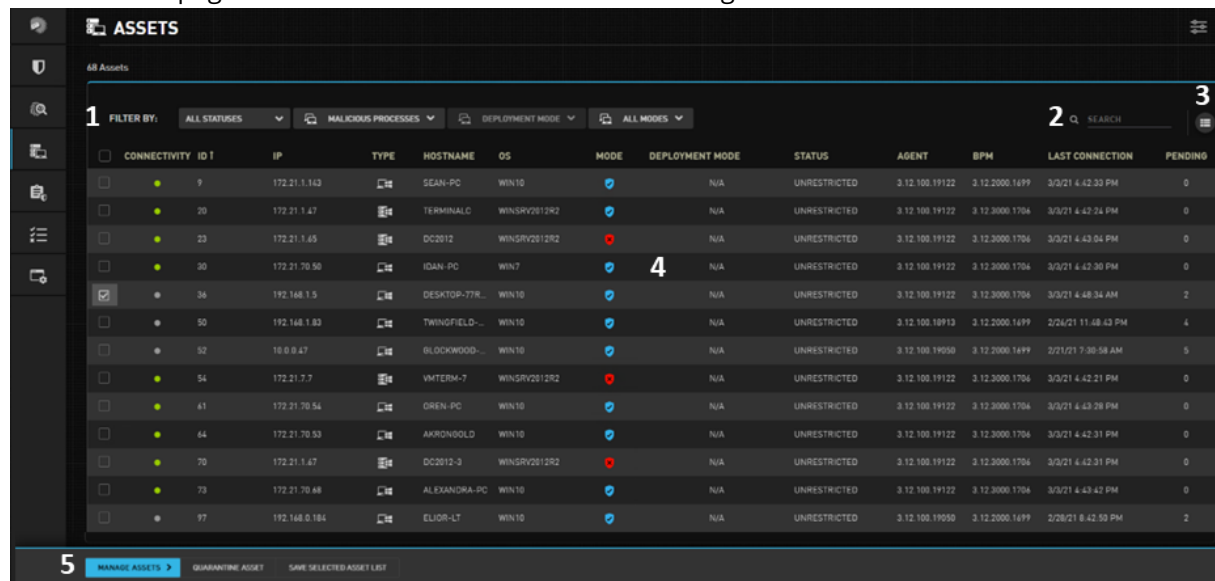 ASSETS
68 Assets
1 FILTER BY: ALL STATUSES MALICIOUS PROCESSES DEPLOYMENT MODE ALL MODES 2 SEARCH 3
CONNECTIVITY ID↑ IP TYPE HOSTNAME OS MODE DEPLOYMENT MODE STATUS AGENT BPM LAST CONNECTION PENDING
9 172.21.1.143 SEAN-PC WIN10 N/A UNRESTRICTED 3.12.100.19122 3.12.2000.1699 3/3/21 4:42:33 PM 0
20 172.21.1.47 TERMINALC WINSRV2012R2 N/A UNRESTRICTED 3.12.100.19122 3.12.3000.1706 3/3/21 4:42:24 PM 0
23 172.21.1.65 DC2012 WINSRV2012R2 N/A UNRESTRICTED 3.12.100.19122 3.12.3000.1706 3/3/21 4:43:04 PM 0
30 172.21.70.50 IDAN-PC WIN7 4 N/A UNRESTRICTED 3.12.100.19122 3.12.3000.1706 3/3/21 4:42:30 PM 0
36 192.168.1.5 DESKTOP-77R... WIN10 N/A UNRESTRICTED 3.12.100.19122 3.12.3000.1706 3/3/21 4:48:34 AM 2
50 192.168.1.83 TWINGFIELD-... WIN10 N/A UNRESTRICTED 3.12.100.18913 3.12.2000.1699 2/26/21 11:48:43 PM 4
52 10.0.0.47 GLOCKWOOD-... WIN10 N/A UNRESTRICTED 3.12.100.19050 3.12.2000.1699 2/21/21 7:30:58 AM 5
54 172.21.7.7 VMTERM-7 WINSRV2012R2 N/A UNRESTRICTED 3.12.100.19122 3.12.3000.1706 3/3/21 4:42:21 PM 0
61 172.21.70.54 OREN-PC WIN10 N/A UNRESTRICTED 3.12.100.19122 3.12.3000.1706 3/3/21 4:43:28 PM 0
64 172.21.70.53 AKRONGOLD WIN10 N/A UNRESTRICTED 3.12.100.19122 3.12.3000.1706 3/3/21 4:42:31 PM 0
70 172.21.1.67 DC2012-3 WINSRV2012R2 N/A UNRESTRICTED 3.12.100.19122 3.12.3000.1706 3/3/21 4:42:31 PM 0
73 172.21.70.68 ALEXANDRA-PC WIN10 N/A UNRESTRICTED 3.12.100.19122 3.12.3000.1706 3/3/21 4:43:42 PM 0
97 192.168.0.184 ELIOR-LT WIN10 N/A UNRESTRICTED 3.12.100.19050 3.12.2000.1699 2/28/21 8:42:50 PM 2
5 MANAGE ASSETS > QUARANTINE ASSET SAVE SELECTED ASSET LIST